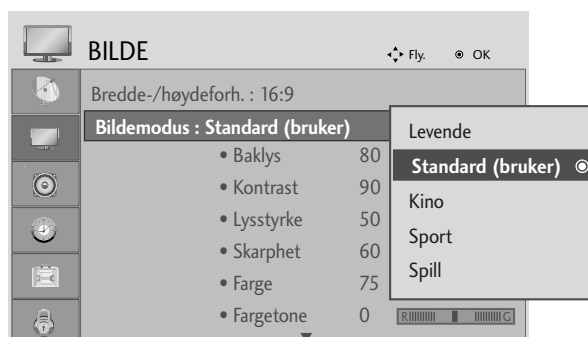 BILDE
Fly. OK
Bredde-/høydeforh. : 16:9
Bildemodus : Standard (bruker)
• Baklys 80
• Kontrast 90
• Lysstyrke 50
• Skarphet 60
• Farge 75
• Fargetone 0 R G
Levende
Standard (bruker)
Kino
Sport
Spill